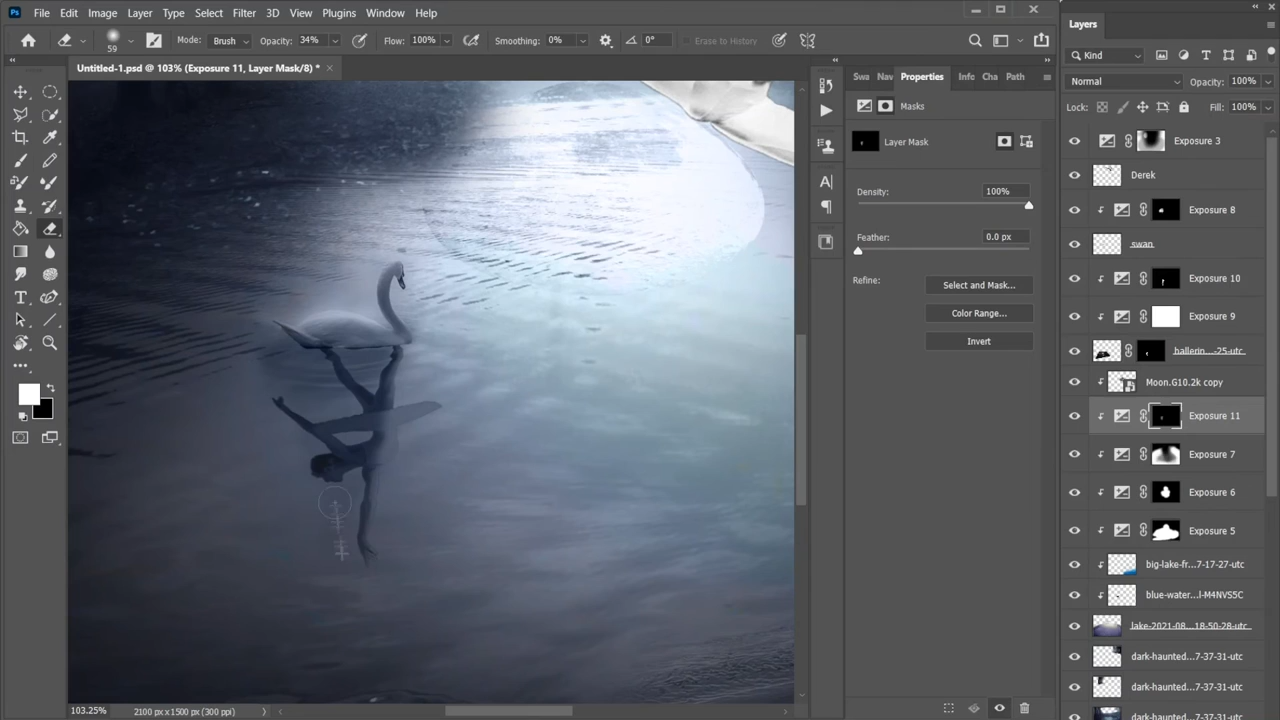 Ps File Edit Image Layer Type Select Filter 3D View Plugins Window Help
59 Mode: Brush Opacity: 34% Flow: 100% Smoothing: 0% 0° Erase to History
Untitled-1.psd @ 103% (Exposure 11, Layer Mask/8) *
Swa Nav Properties Info Cha Path
Masks
Layer Mask
Density: 100%
Feather: 0.0 px
Refine: Select and Mask...
Color Range...
Invert
Layers
Kind
Normal Opacity: 100%
Lock: Fill: 100%
Exposure 3
Derek
Exposure 8
swan
Exposure 10
Exposure 9
ballerin...-25-utc
Moon.G10.2k copy
Exposure 11
Exposure 7
Exposure 6
Exposure 5
big-lake-fr...7-17-27-utc
blue-water...l-M4NVS5C
lake-2021-08...18-50-28-utc
dark-haunted...7-37-31-utc
dark-haunted...7-37-31-utc
dark-haunted...7-37-31-utc
103.25% 2100 px x 1500 px (300 ppi)